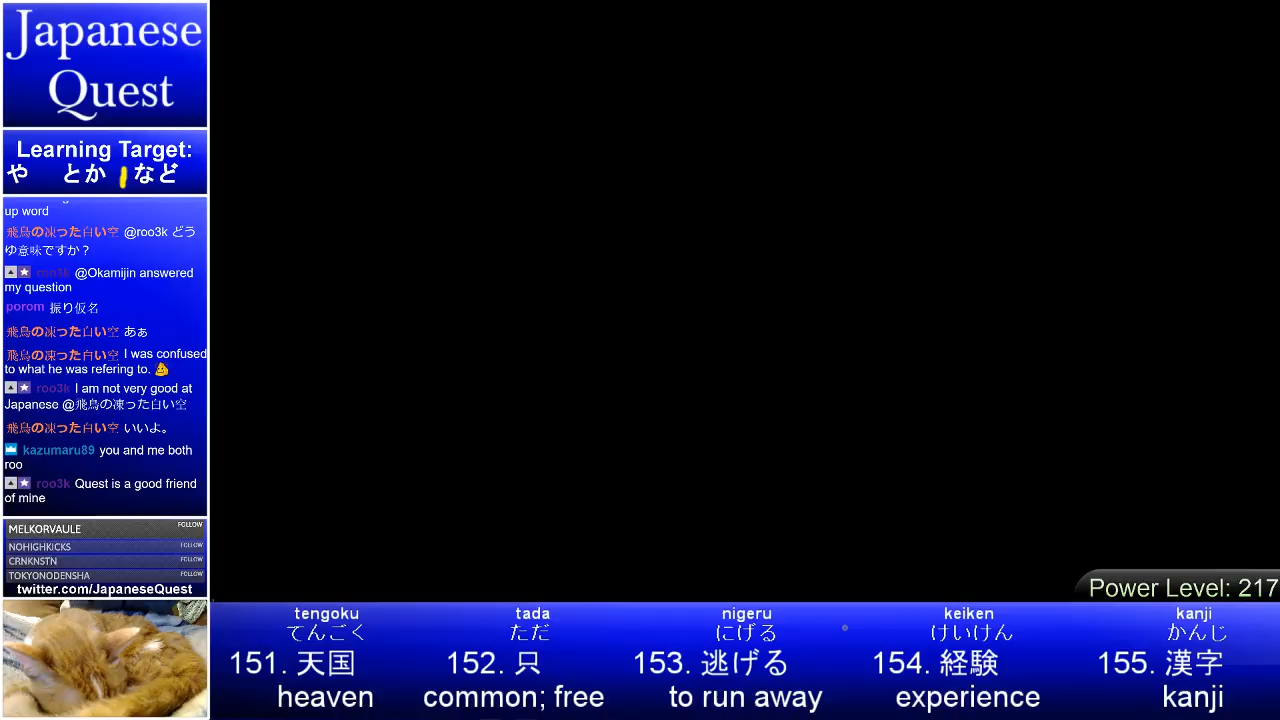 Japanese
Quest
Learning Target:
や とか など
up word
飛鳥の凍った白い空 @roo3k どう
ゆ意味ですか？
roo3k @Okamijin answered
my question
porom 振り仮名
飛鳥の凍った白い空 あぁ
飛鳥の凍った白い空 I was confused
to what he was refering to.
roo3k I am not very good at
Japanese @飛鳥の凍った白い空
飛鳥の凍った白い空 いいよ。
kazumaru89 you and me both
roo
roo3k Quest is a good friend
of mine
MELKORVAULE FOLLOW
NOHIGHKICKS FOLLOW
CRNKNSTN FOLLOW
TOKYONODENSHA FOLLOW
twitter.com/JapaneseQuest
Power Level: 217
tengoku tada nigeru keiken kanji
てんごく ただ にげる けいけん かんじ
151. 天国 152. 只 153. 逃げる 154. 経験 155. 漢字
heaven common; free to run away experience kanji